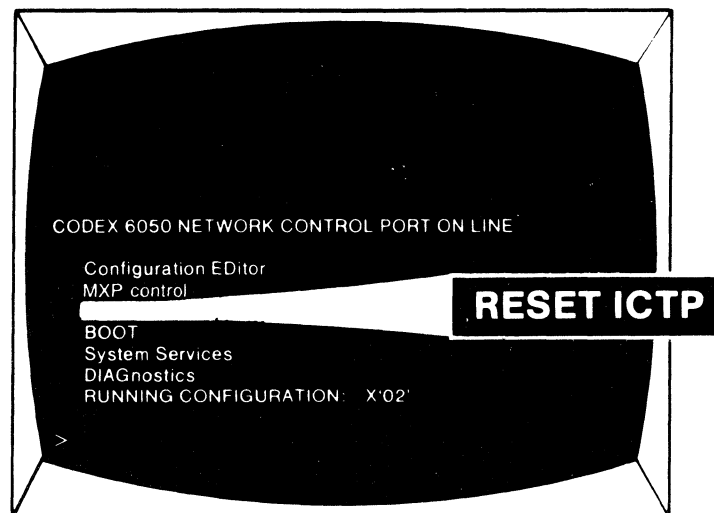 CODEX 6050 NETWORK CONTROL PORT ON LINE
Configuration EDitor
MXP control
RESET ICTP
BOOT
System Services
DIAGnostics
RUNNING CONFIGURATION: X'02'
>